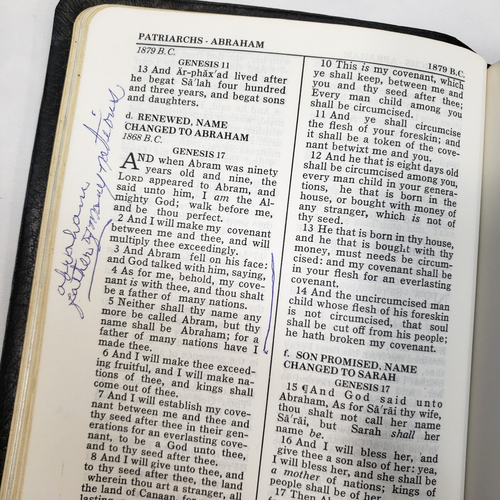 PATRIARCHS - ABRAHAM
1879 B.C.
GENESIS 11
13 And Är-phăx´ad lived after
he begat Sā´lah four hundred
and three years, and begat sons
and daughters.
d. RENEWED, NAME
CHANGED TO ABRAHAM
1868 B.C.
GENESIS 17
AND when Abram was ninety
years old and nine, the
LORD appeared to Abram, and
said unto him, I am the Al-
mighty God; walk before me,
and be thou perfect.
2 And I will make my covenant
between me and thee, and will
multiply thee exceedingly.
3 And Abram fell on his face:
and God talked with him, saying,
4 As for me, behold, my cove-
nant is with thee, and thou shalt
be a father of many nations.
5 Neither shall thy name any
more be called Abram, but thy
name shall be Abraham; for a
father of many nations have I
made thee.
6 And I will make thee exceed-
ing fruitful, and I will make na-
tions of thee, and kings shall
come out of thee.
7 And I will establish my cove-
nant between me and thee and
thy seed after thee in their gen-
erations for an everlasting cove-
nant, to be a God unto thee,
and to thy seed after thee.
8 And I will give unto thee, and
to thy seed after thee, the land
wherein thou art a stranger, all
the land of Canaan, for
abraham
father of many nations
1879 B.C.
10 This is my covenant, which
ye shall keep, between me and
you and thy seed after thee;
Every man child among you
shall be circumcised.
11 And ye shall circumcise
the flesh of your foreskin; and
it shall be a token of the cove-
nant betwixt me and you.
12 And he that is eight days old
shall be circumcised among you,
every man child in your genera-
tions, he that is born in the
house, or bought with money of
any stranger, which is not of
thy seed.
13 He that is born in thy house,
and he that is bought with thy
money, must needs be circum-
cised: and my covenant shall be
in your flesh for an everlasting
covenant.
14 And the uncircumcised man
child whose flesh of his foreskin
is not circumcised, that soul
shall be cut off from his people;
he hath broken my covenant.
f. SON PROMISED, NAME
CHANGED TO SARAH
GENESIS 17
15 ¶And God said unto
Abraham, As for Sā´rāi thy wife,
thou shalt not call her name
Sā´rāi, but Sarah shall her
name be.
16 And I will bless her, and
give thee a son also of her: yea,
I will bless her, and she shall be
a mother of nations; kings of
people shall be of her.
17 Then